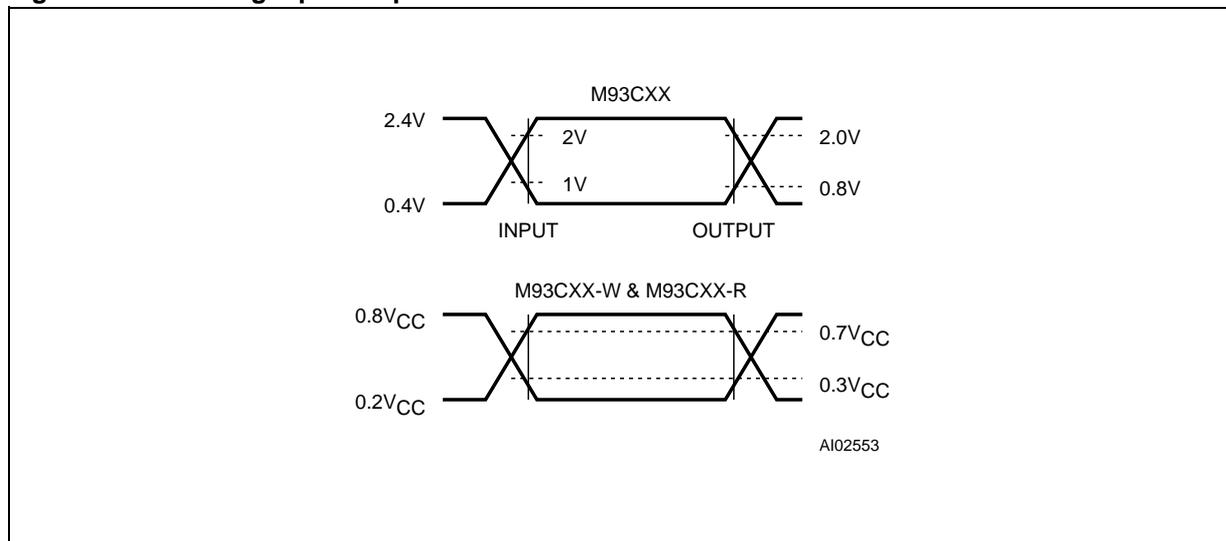 M93CXX
2.4V
2V
2.0V
1V
0.8V
0.4V
INPUT OUTPUT
M93CXX-W & M93CXX-R
0.8VCC
0.7VCC
0.3VCC
0.2VCC
AI02553